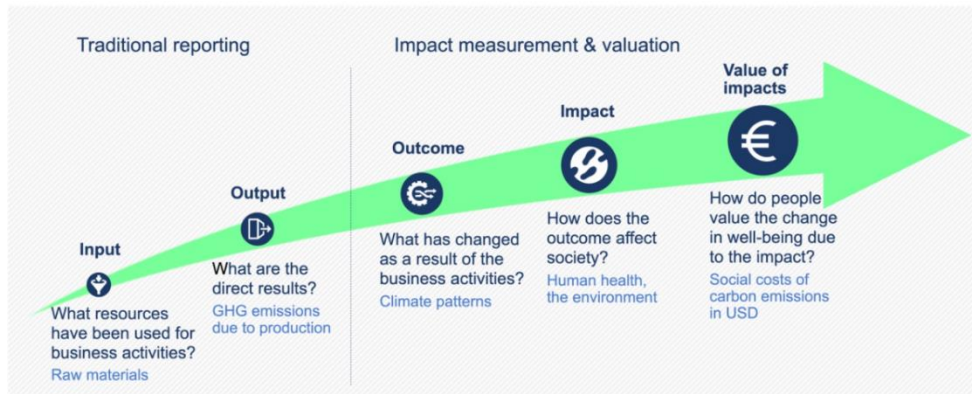 Traditional reporting
Impact measurement & valuation
Input
What resources
have been used for
business activities?
Raw materials
Output
What are the
direct results?
GHG emissions
due to production
Outcome
What has changed
as a result of the
business activities?
Climate patterns
Impact
How does the
outcome affect
society?
Human health,
the environment
Value of
impacts
€
How do people
value the change
in well-being due
to the impact?
Social costs of
carbon emissions
in USD